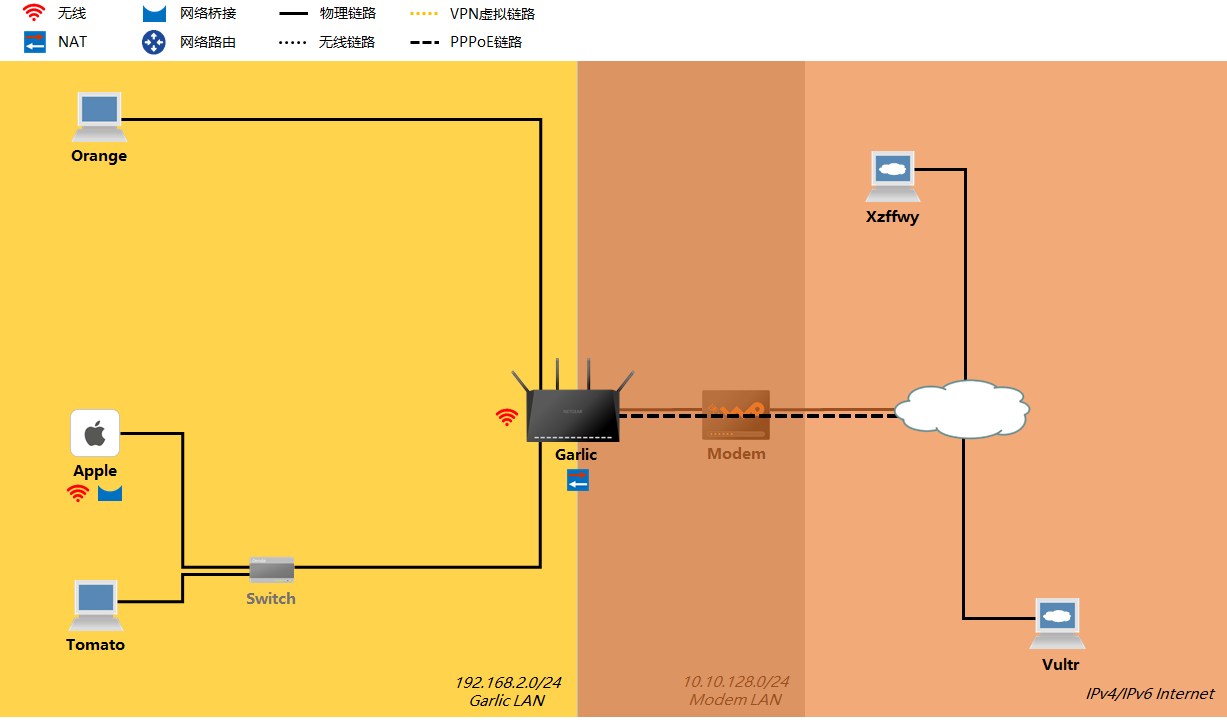 无线
网络桥接
物理链路
VPN虚拟链路
NAT
网络路由
无线链路
PPPoE链路
Orange
Xzffwy
Garlic
Modem
Apple
Switch
Tomato
Vultr
192.168.2.0/24
Garlic LAN
10.10.128.0/24
Modem LAN
IPv4/IPv6 Internet